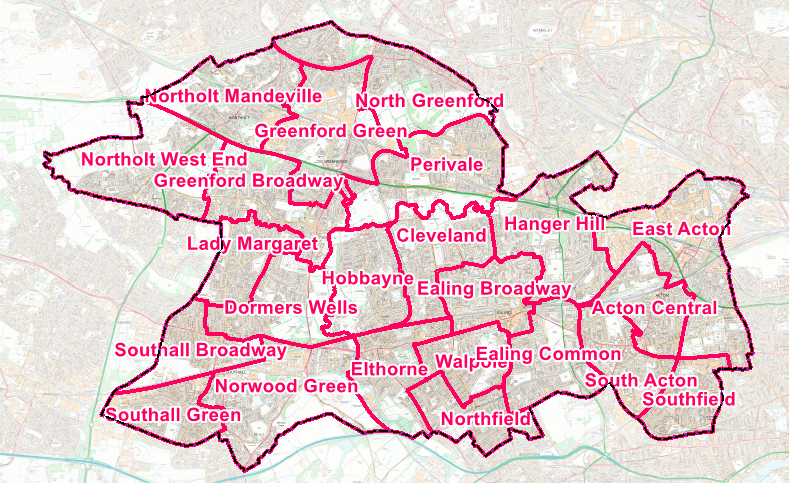 Northolt Mandeville
North Greenford
Greenford Green
Northolt West End
Perivale
Greenford Broadway
Hanger Hill
East Acton
Cleveland
Lady Margaret
Hobbayne
Ealing Broadway
Dormers Wells
Acton Central
Southall Broadway
Ealing Common
Walpole
Elthorne
South Acton
Norwood Green
Southfield
Southall Green
Northfield